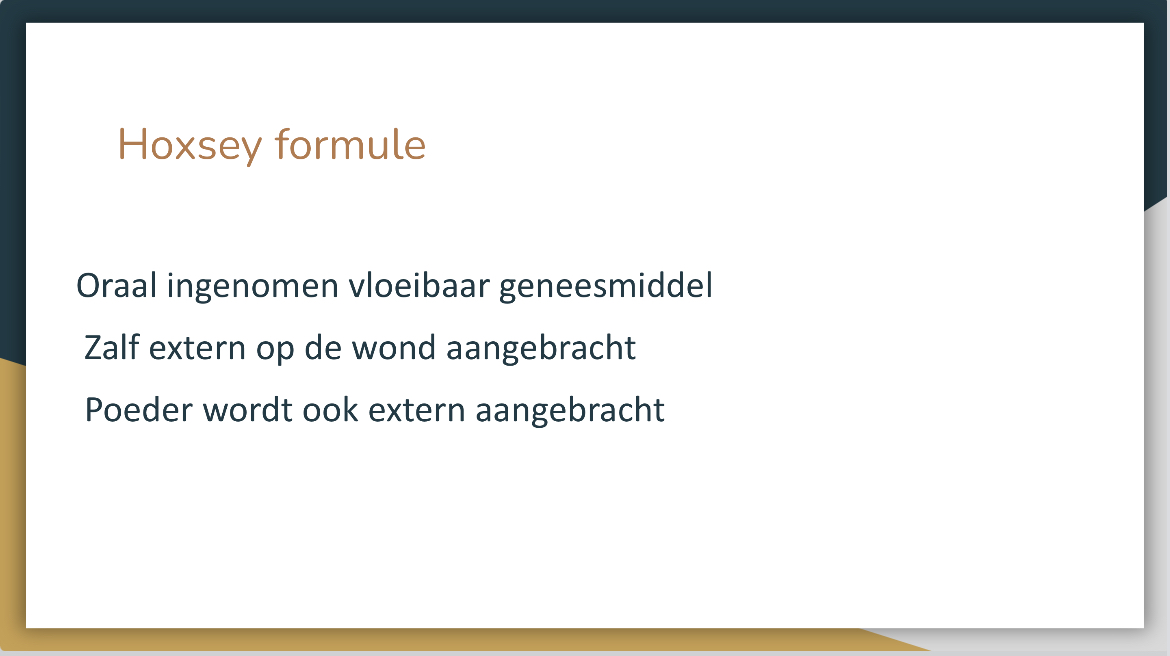 Hoxsey formule
Oraal ingenomen vloeibaar geneesmiddel
Zalf extern op de wond aangebracht
Poeder wordt ook extern aangebracht